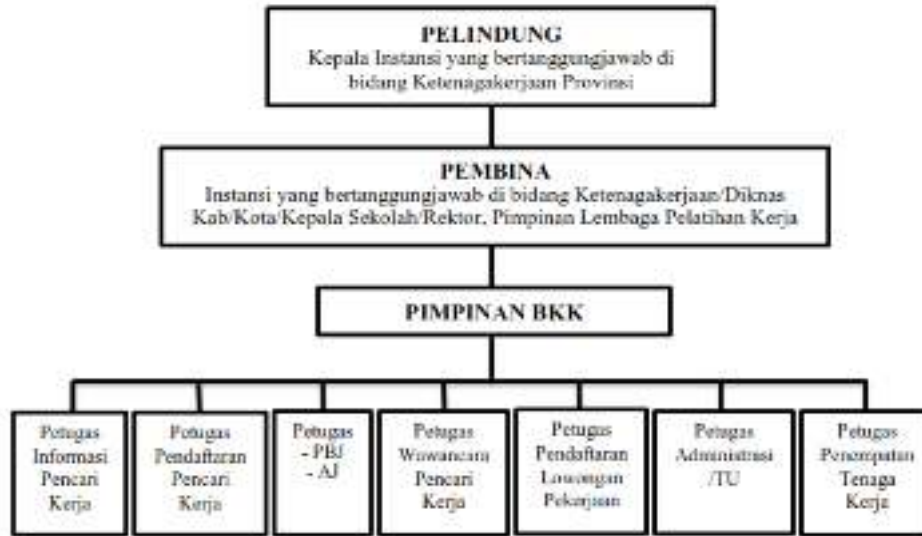 PELINDUNG
Kepala Instansi yang bertanggungjawab di
bidang Ketenagakerjaan Provinsi
PEMBINA
Instansi yang bertanggungjawab di bidang Ketenagakerjaan/Diknas
Kab/Kota/Kepala Sekolah/Rektor, Pimpinan Lembaga Pelatihan Kerja
PIMPINAN BKK
Petugas
Informasi
Pencari
Kerja
Petugas
Pendaftaran
Pencari
Kerja
Petugas
- PBJ
- AJ
Petugas
Wawancara
Pencari
Kerja
Petugas
Pendaftaran
Lowongan
Pekerjaan
Petugas
Administrasi
/TU
Petugas
Penempatan
Tenaga
Kerja